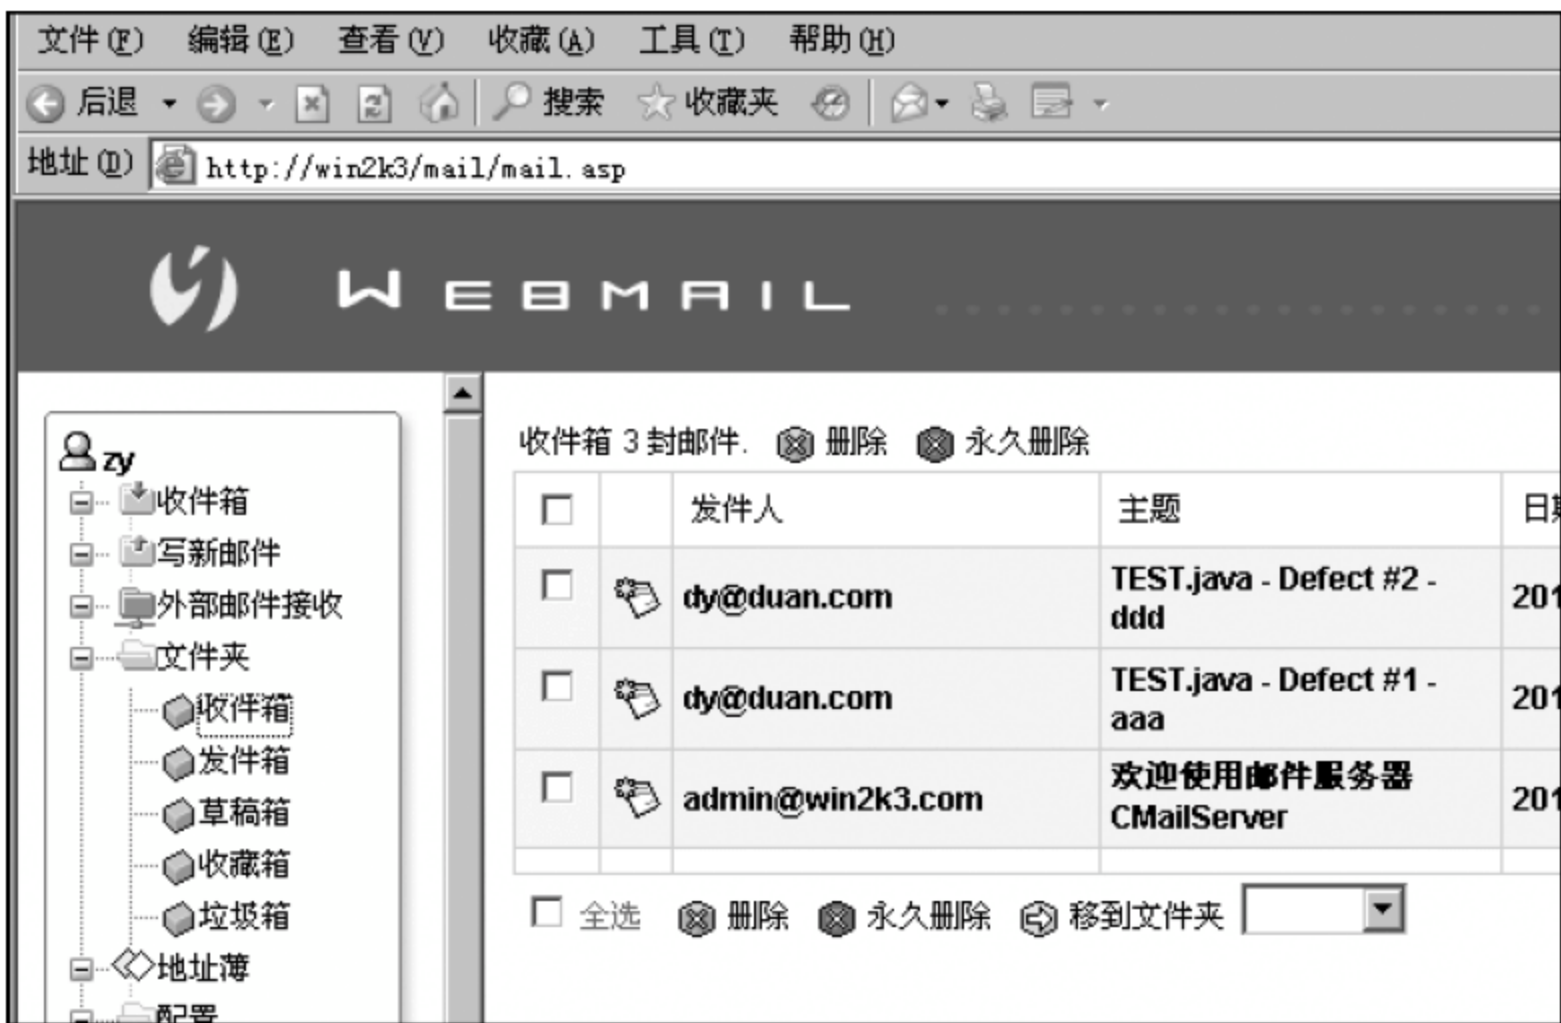 文件(F) 编辑(E) 查看(V) 收藏(A) 工具(T) 帮助(H)
后退 搜索 收藏夹
地址(D) http://win2k3/mail/mail.asp
WEBMAIL
zy
收件箱
写新邮件
外部邮件接收
文件夹
收件箱
发件箱
草稿箱
收藏箱
垃圾箱
地址薄
配置
收件箱 3 封邮件. 删除 永久删除
发件人 主题
dy@duan.com TEST.java - Defect #2 -
ddd
dy@duan.com TEST.java - Defect #1 -
aaa
admin@win2k3.com 欢迎使用邮件服务器
CMailServer
全选 删除 永久删除 移到文件夹